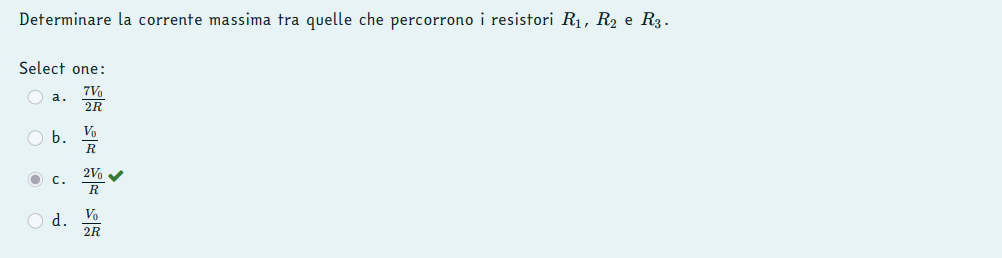 Determinare la corrente massima tra quelle che percorrono i resistori R₁, R₂ e R₃.
Select one:
a. 7V₀/2R
b. V₀/R
c. 2V₀/R
d. V₀/2R